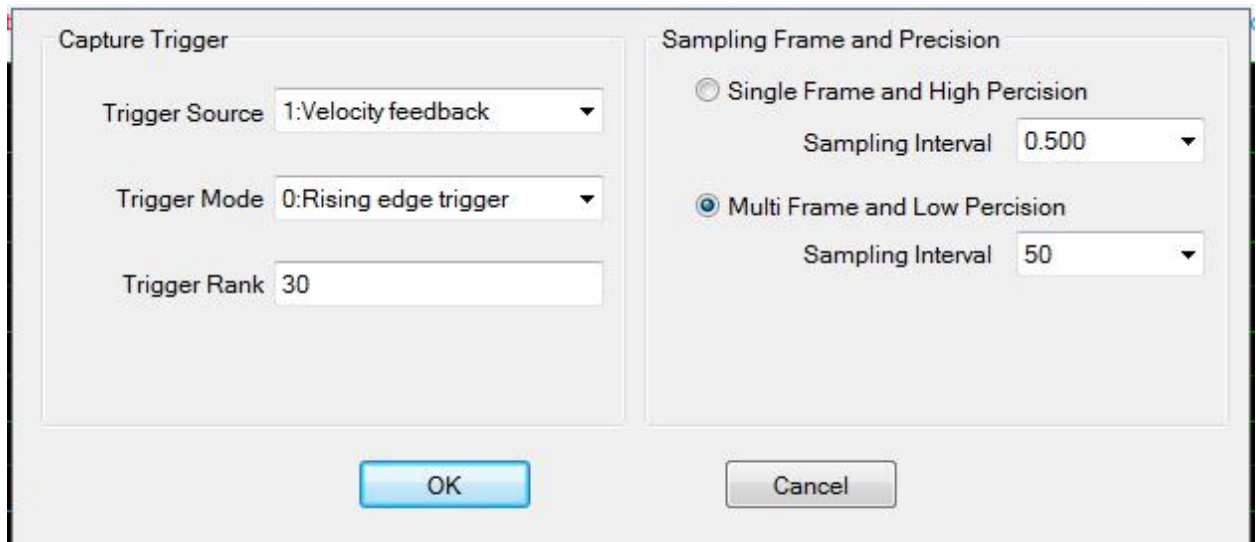 Capture Trigger
Trigger Source 1:Velocity feedback
Trigger Mode 0:Rising edge trigger
Trigger Rank 30
Sampling Frame and Precision
Single Frame and High Percision
Sampling Interval 0.500
Multi Frame and Low Percision
Sampling Interval 50
OK
Cancel